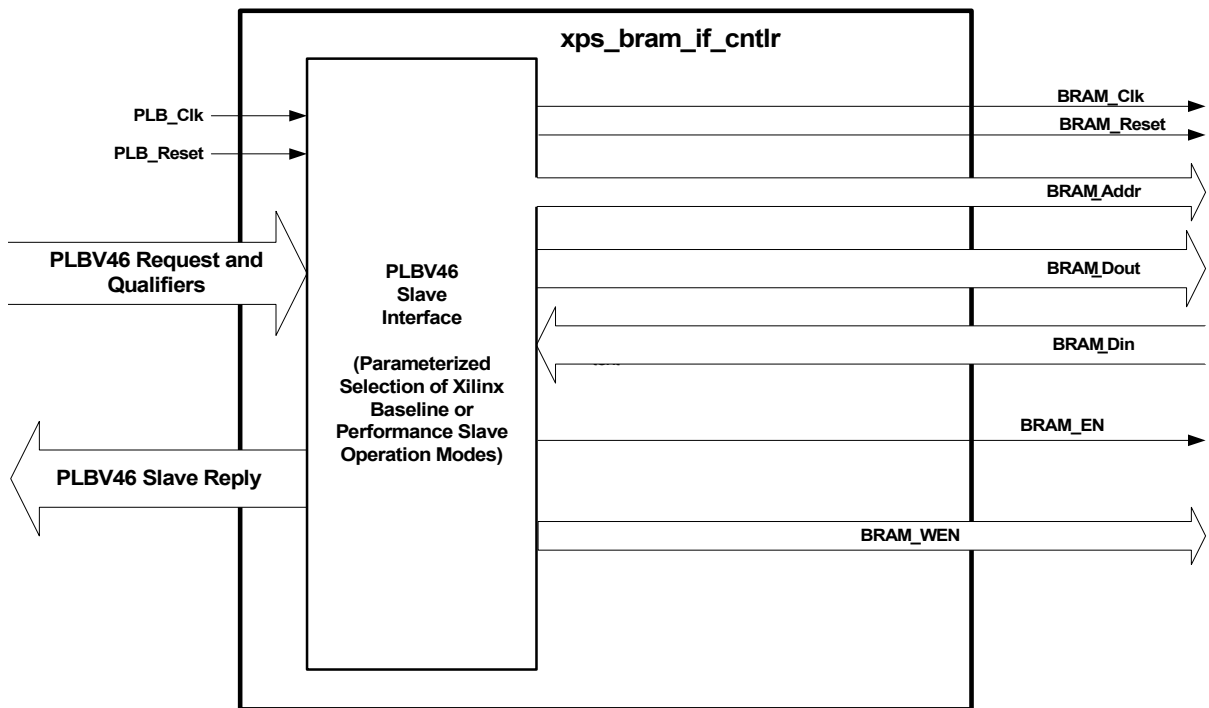 xps_bram_if_cntlr
PLB_Clk
PLB_Reset
PLBV46 Request and
Qualifiers
PLBV46 Slave Reply
PLBV46
Slave
Interface
(Parameterized
Selection of Xilinx
Baseline or
Performance Slave
Operation Modes)
BRAM_Clk
BRAM_Reset
BRAM_Addr
BRAM_Dout
BRAM_Din
BRAM_EN
BRAM_WEN